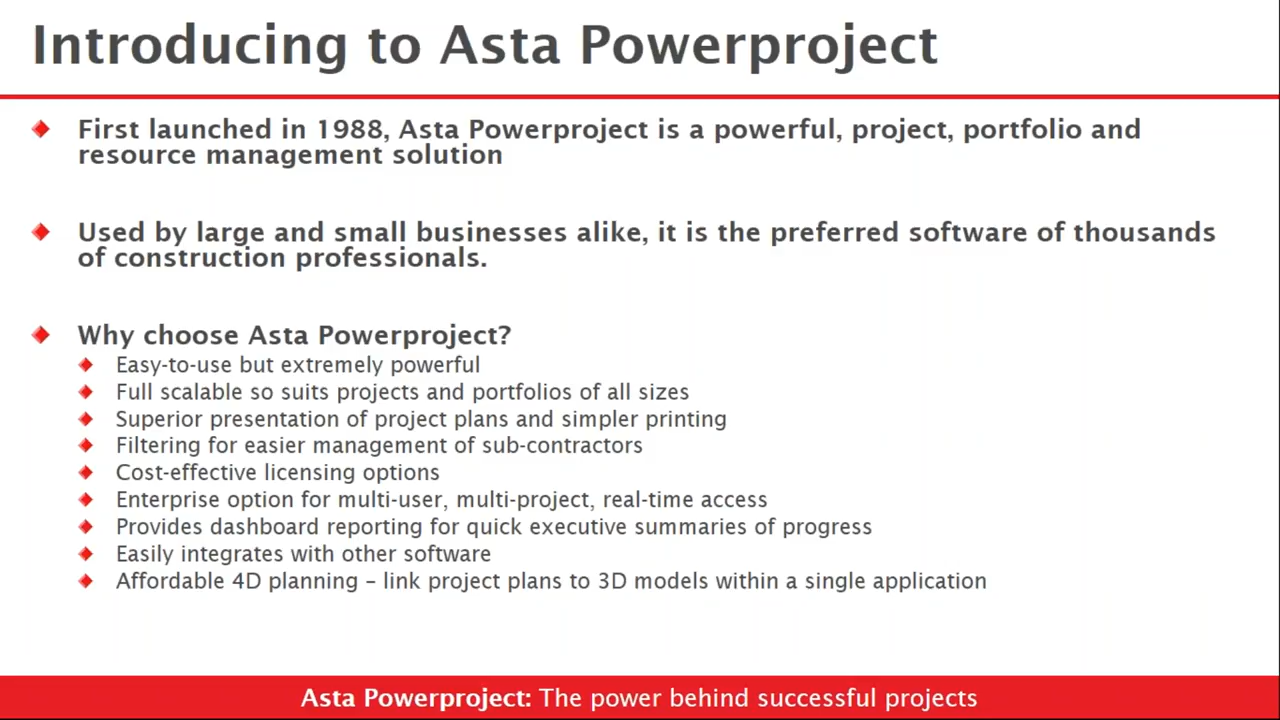 Introducing to Asta Powerproject
First launched in 1988, Asta Powerproject is a powerful, project, portfolio and
resource management solution
Used by large and small businesses alike, it is the preferred software of thousands
of construction professionals.
Why choose Asta Powerproject?
Easy-to-use but extremely powerful
Full scalable so suits projects and portfolios of all sizes
Superior presentation of project plans and simpler printing
Filtering for easier management of sub-contractors
Cost-effective licensing options
Enterprise option for multi-user, multi-project, real-time access
Provides dashboard reporting for quick executive summaries of progress
Easily integrates with other software
Affordable 4D planning – link project plans to 3D models within a single application
Asta Powerproject: The power behind successful projects